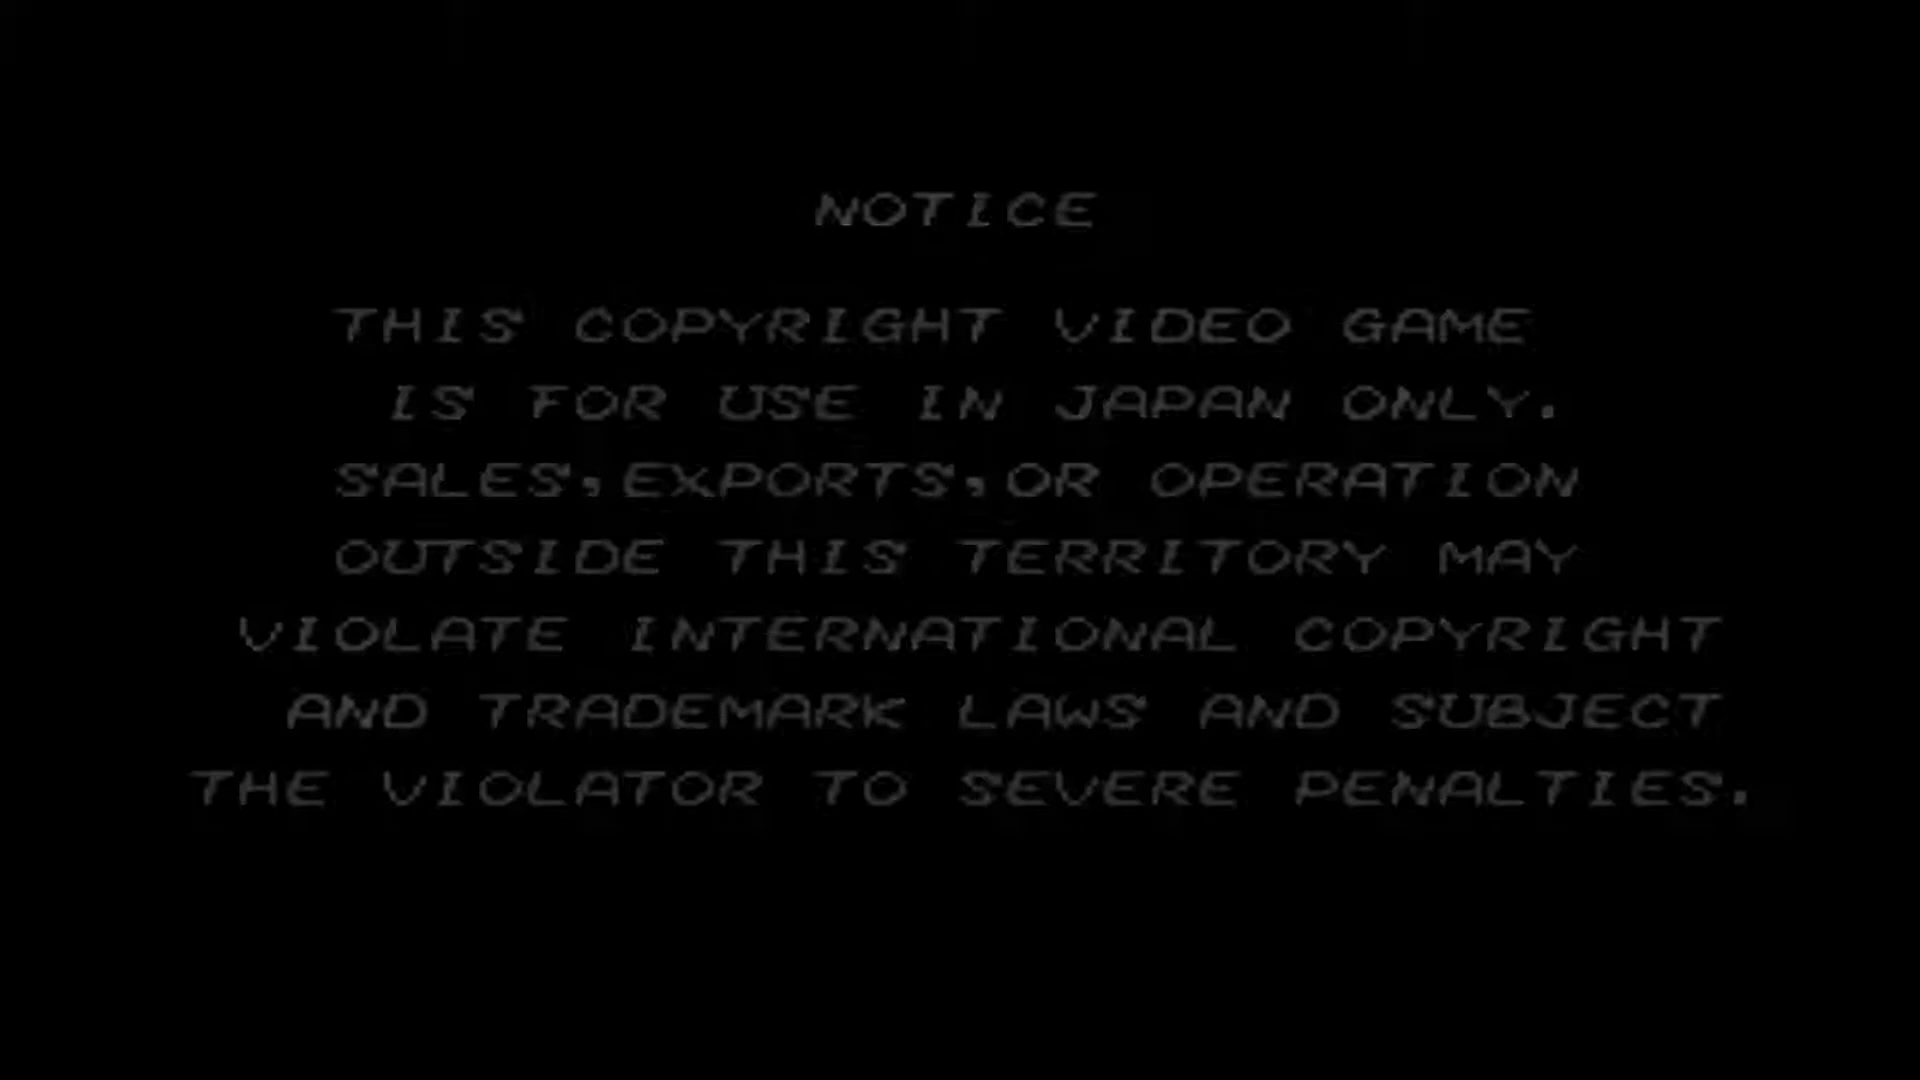 NOTICE
THIS COPYRIGHT VIDEO GAME
IS FOR USE IN JAPAN ONLY.
SALES,EXPORTS,OR OPERATION
OUTSIDE THIS TERRITORY MAY
VIOLATE INTERNATIONAL COPYRIGHT
AND TRADEMARK LAWS AND SUBJECT
THE VIOLATOR TO SEVERE PENALTIES.